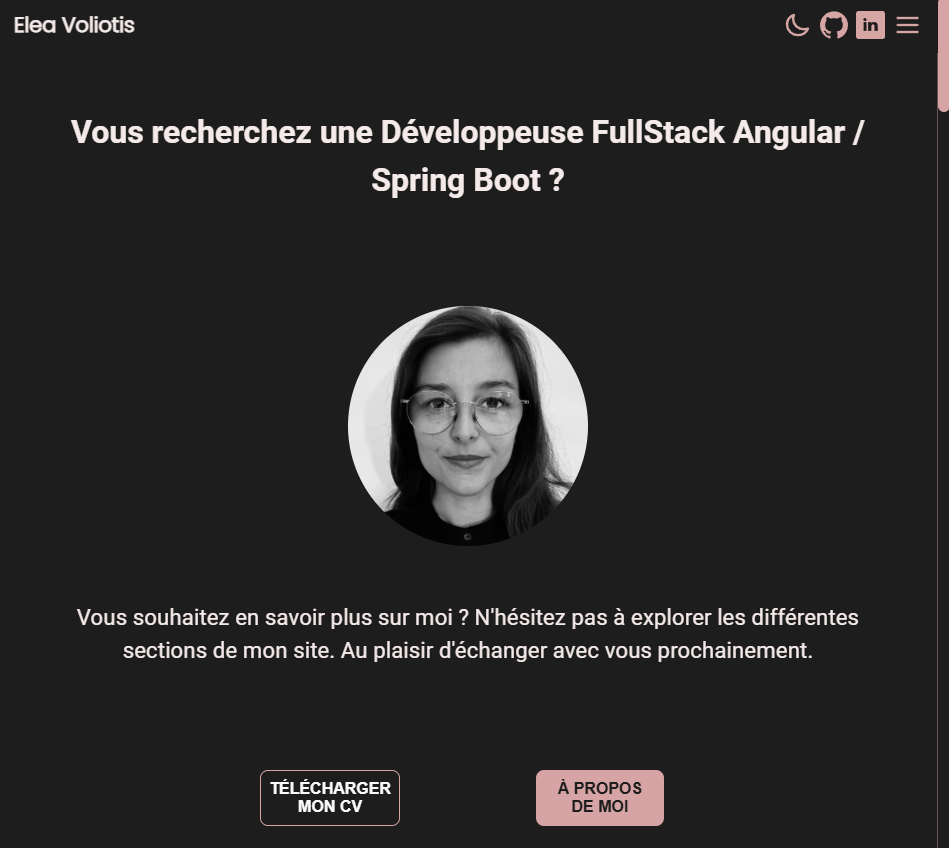 Elea Voliotis
in
Vous recherchez une Développeuse FullStack Angular /
Spring Boot ?
Vous souhaitez en savoir plus sur moi ? N'hésitez pas à explorer les différentes
sections de mon site. Au plaisir d'échanger avec vous prochainement.
TÉLÉCHARGER
MON CV
À PROPOS
DE MOI